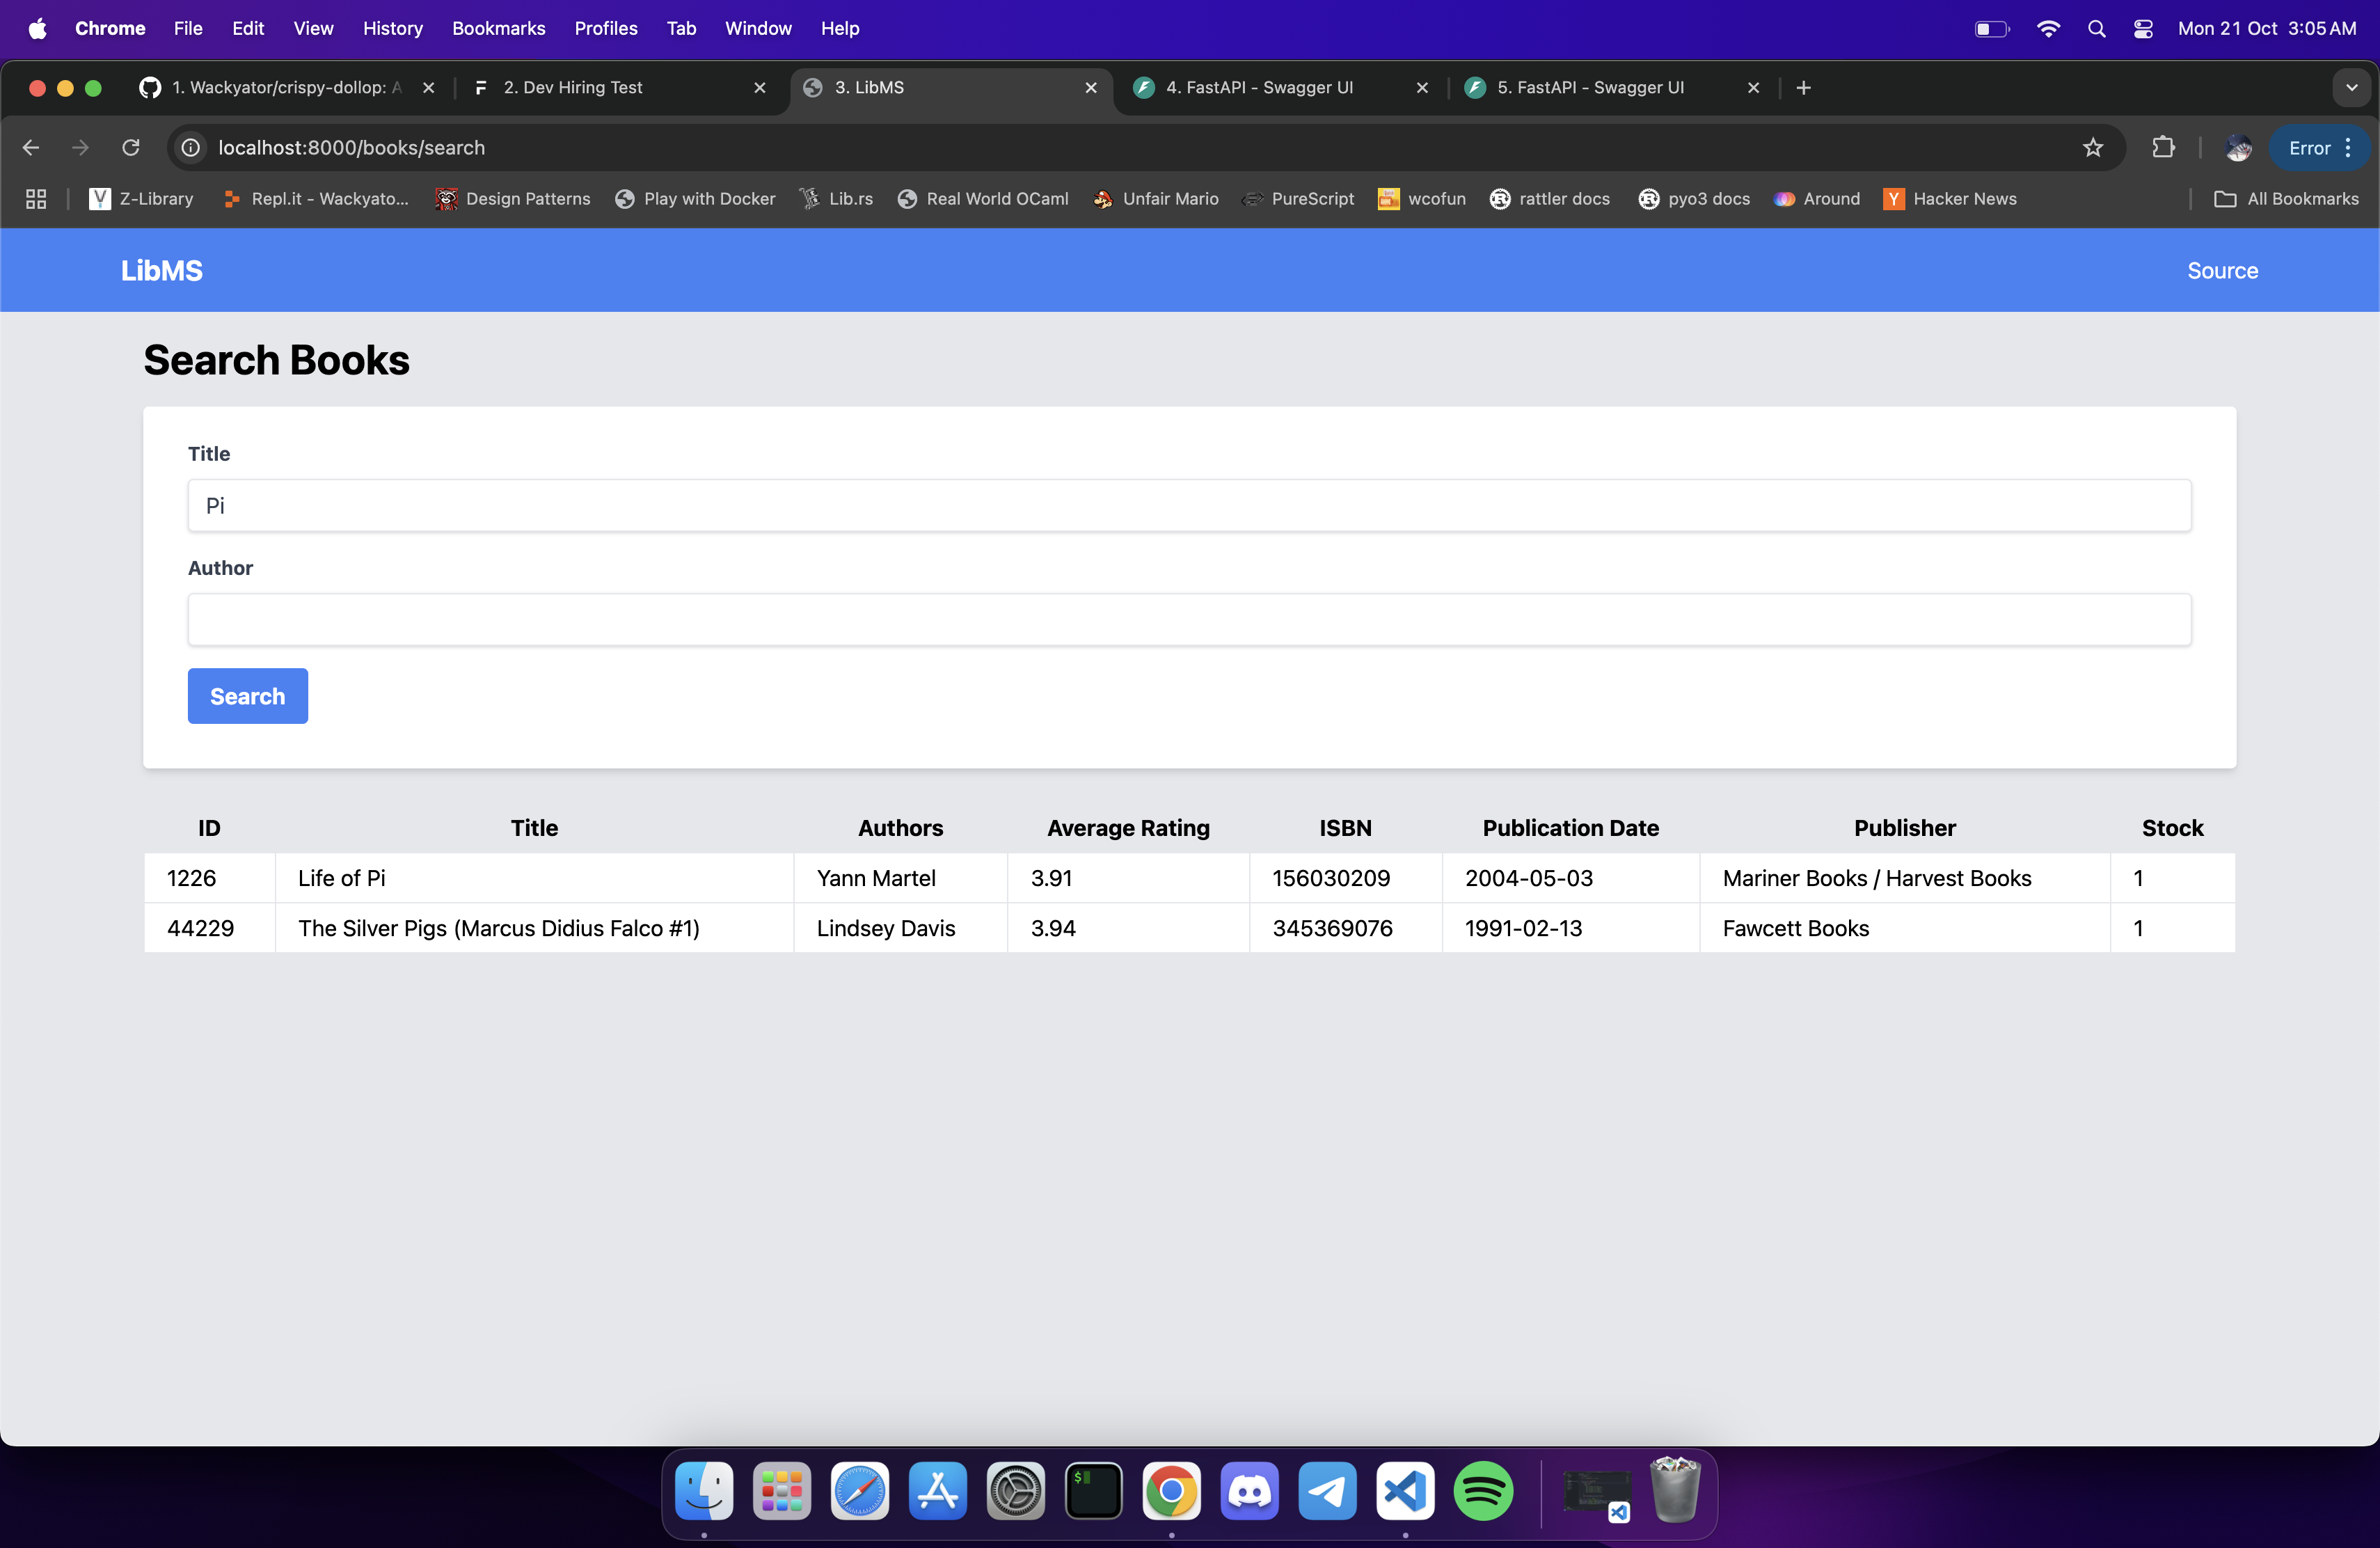 Chrome File Edit View History Bookmarks Profiles Tab Window Help Mon 21 Oct 3:05 AM
1. Wackyator/crispy-dollop: A 2. Dev Hiring Test 3. LibMS 4. FastAPI - Swagger UI 5. FastAPI - Swagger UI
localhost:8000/books/search Error
Z-Library Repl.it - Wackyato... Design Patterns Play with Docker Lib.rs Real World OCaml Unfair Mario PureScript wcofun rattler docs pyo3 docs Around Hacker News All Bookmarks
LibMS Source
Search Books
Title
Pi
Author
Search
ID Title Authors Average Rating ISBN Publication Date Publisher Stock
1226 Life of Pi Yann Martel 3.91 156030209 2004-05-03 Mariner Books / Harvest Books 1
44229 The Silver Pigs (Marcus Didius Falco #1) Lindsey Davis 3.94 345369076 1991-02-13 Fawcett Books 1